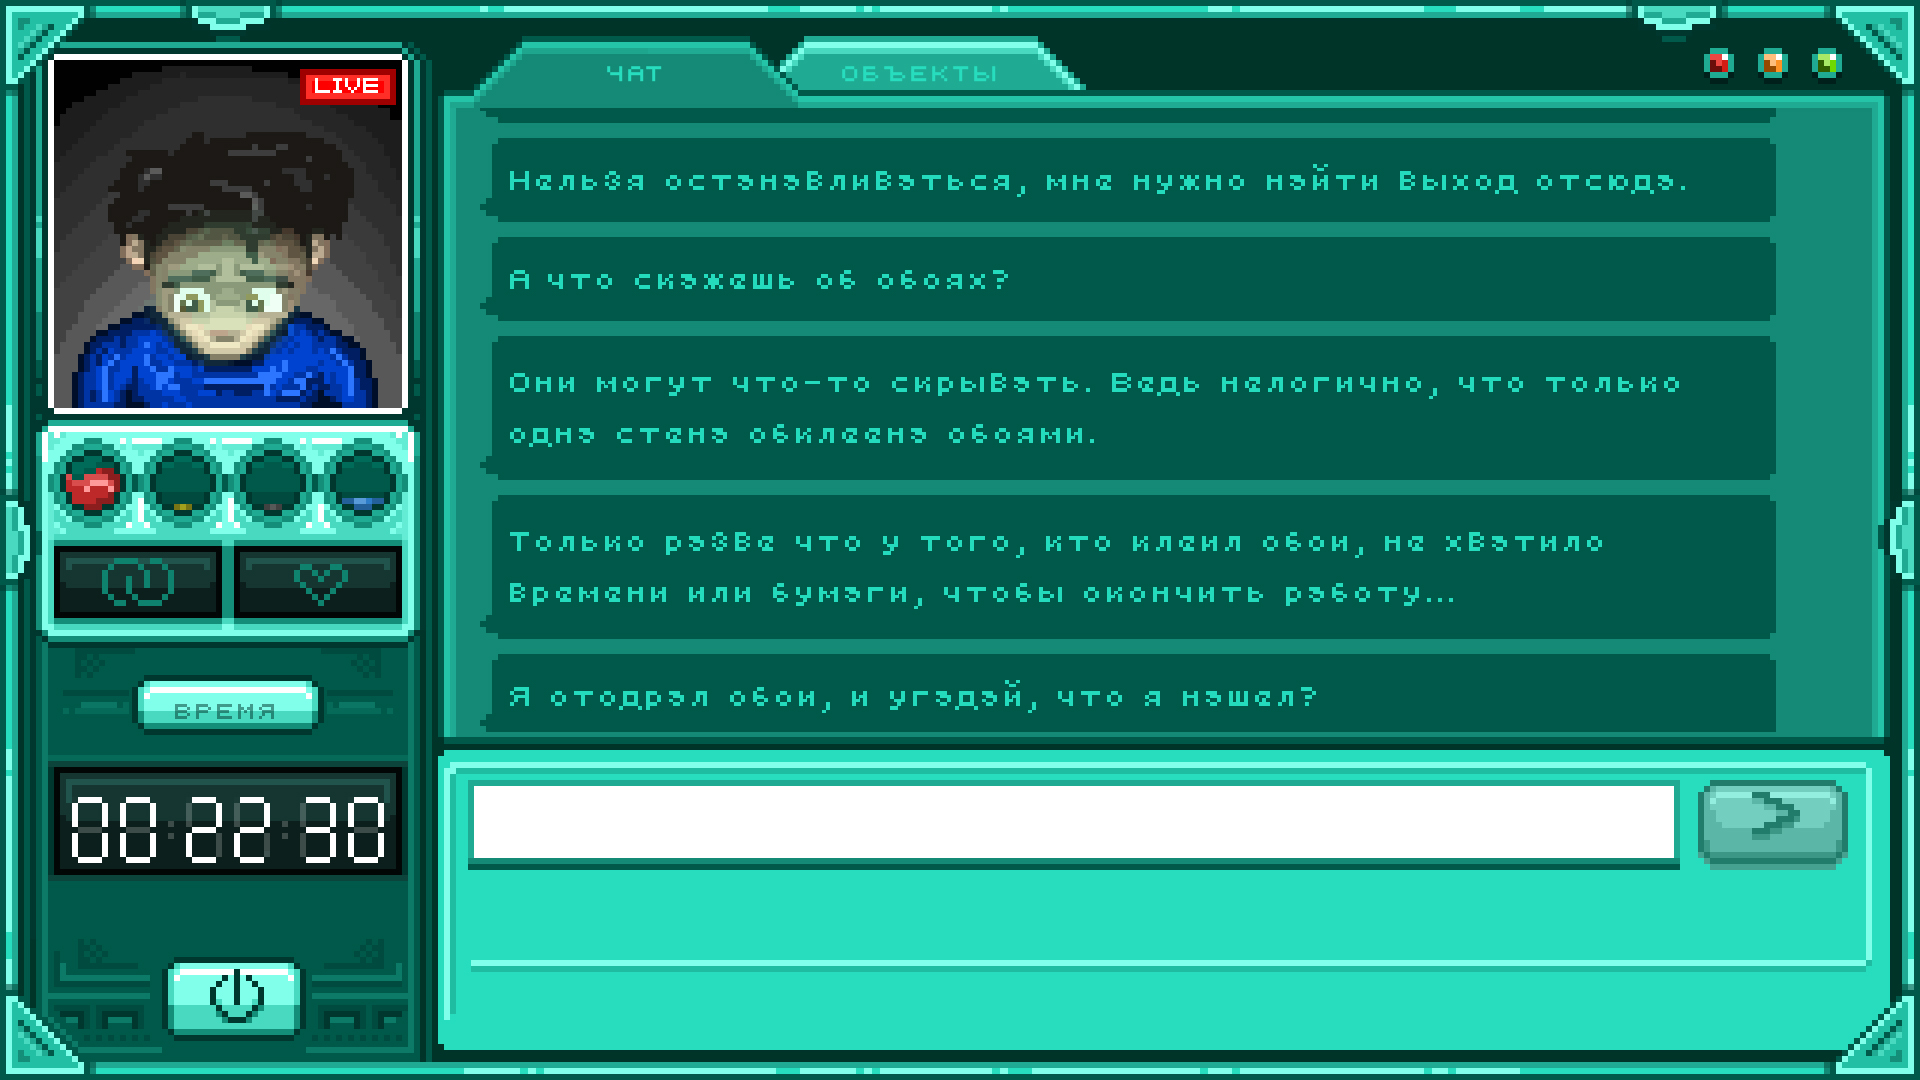 LIVE
ЧАТ
ОБЪЕКТЫ
Нельзя останавливаться, мне нужно найти выход отсюда.
А что скажешь об обоях?
Они могут что-то скрывать. Ведь нелогично, что только
одна стена обклеена обоями.
Только разве что у того, кто клеил обои, не хватило
времени или бумаги, чтобы окончить работу...
Я отодрал обои, и угадай, что я нашел?
ВРЕМЯ
00:22:30